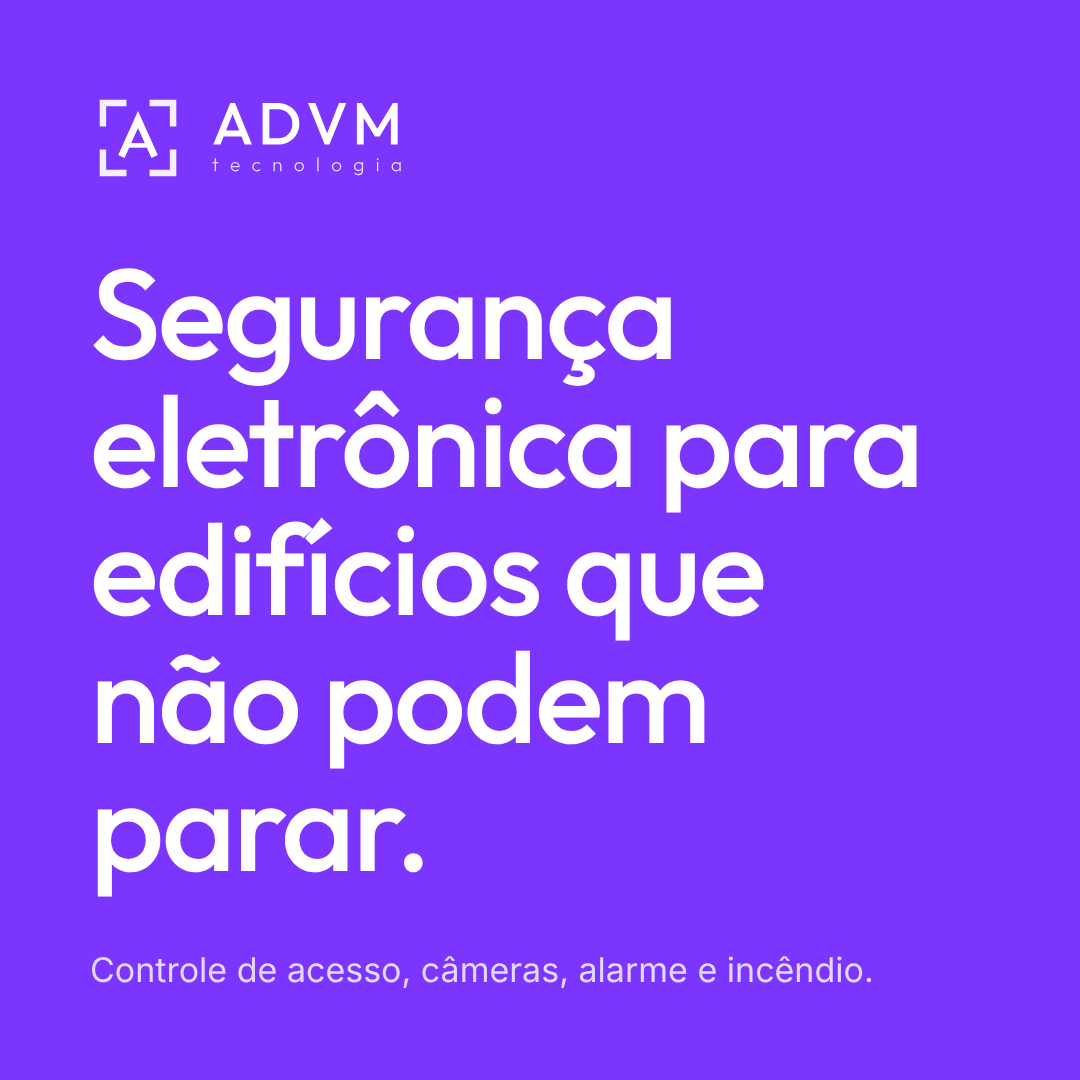 A
ADVM
tecnologia
Segurança
eletrônica para
edifícios que
não podem
parar.
Controle de acesso, câmeras, alarme e incêndio.